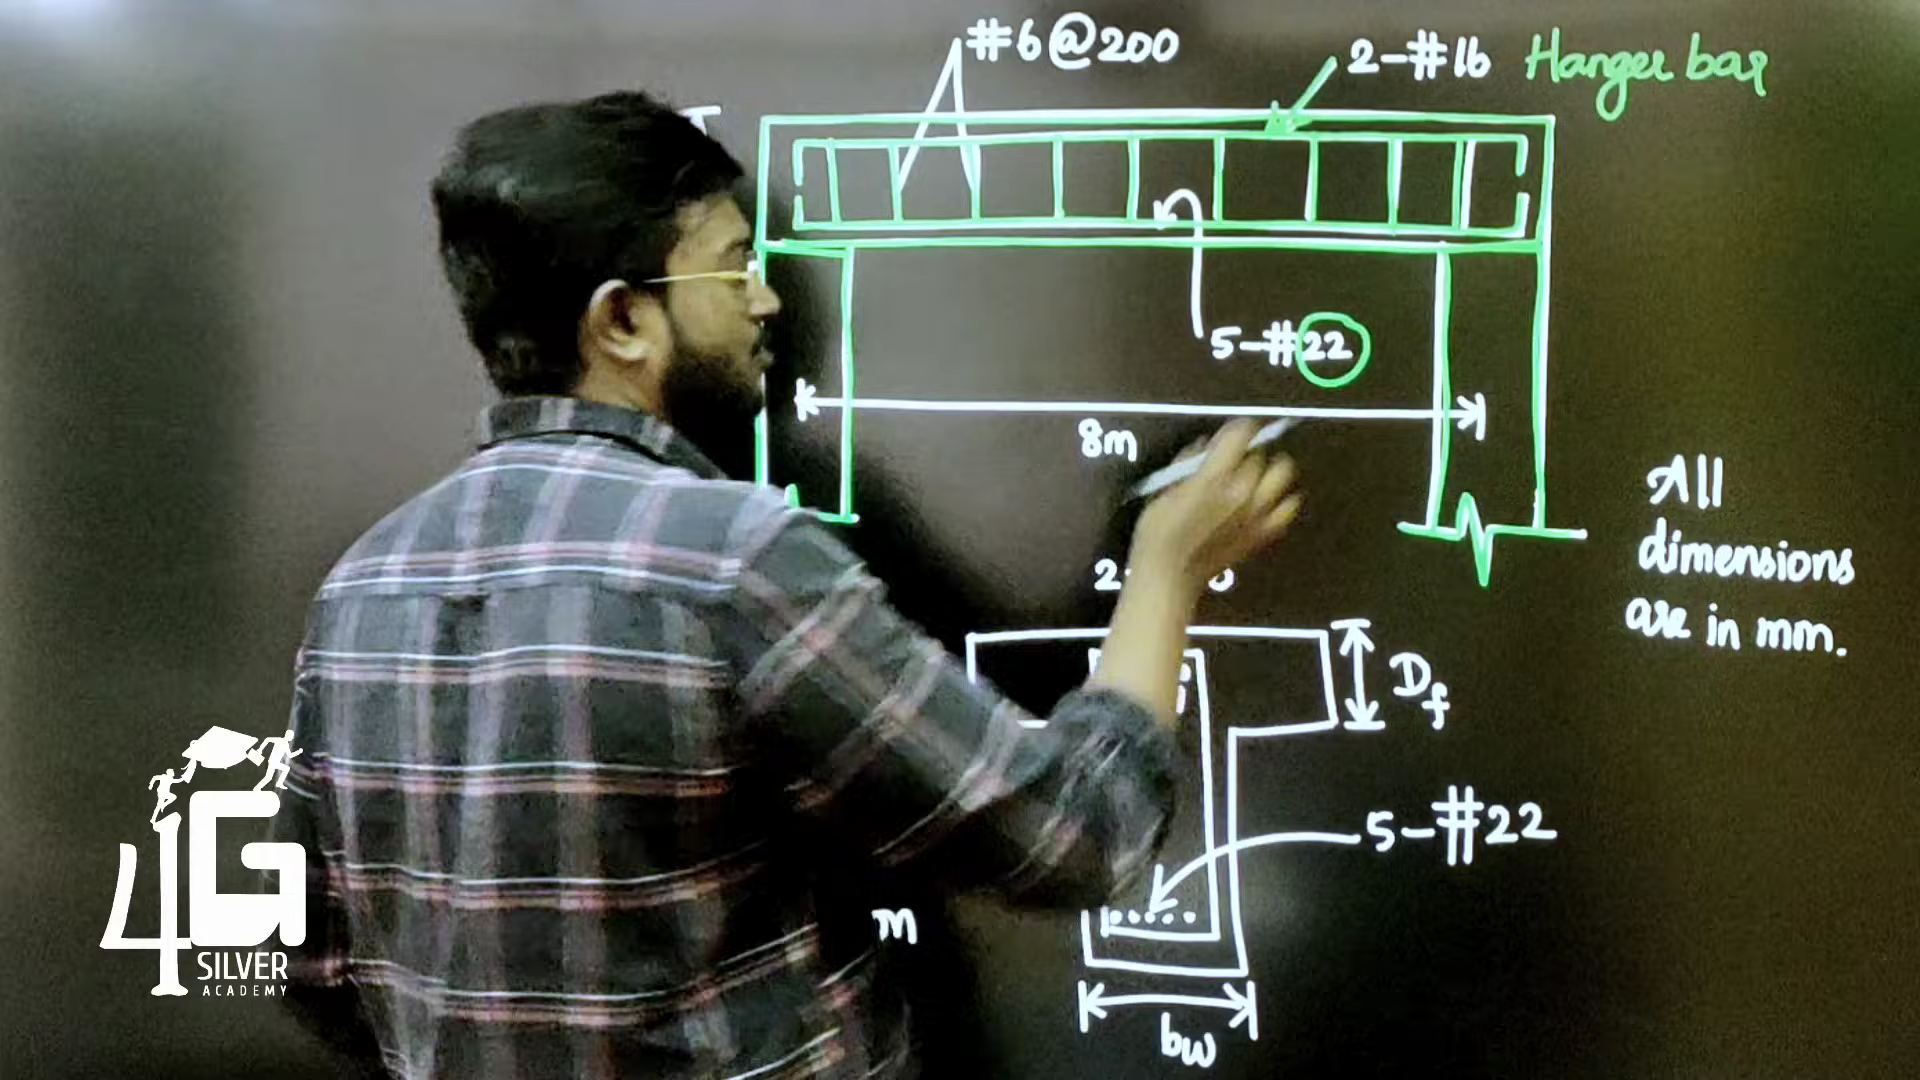 #6@200
2-#16 Hanger bar
5-#22
8m
All
dimensions
are in mm.
Df
5-#22
m
bw
4G
SILVER
ACADEMY